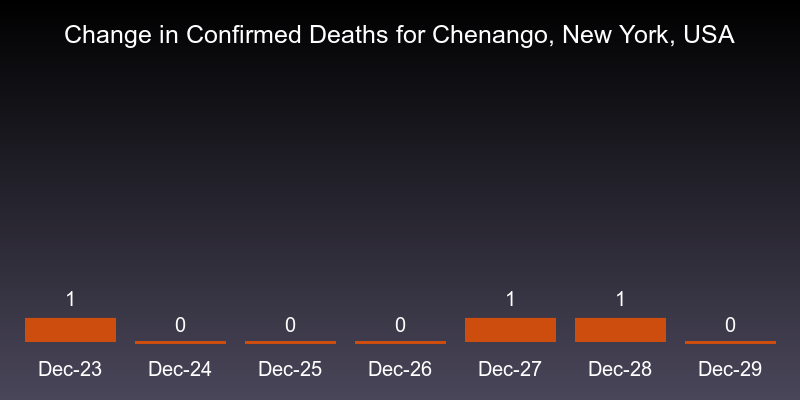 Change in Confirmed Deaths for Chenango, New York, USA
1 0 0 0 1 1 0
Dec-23 Dec-24 Dec-25 Dec-26 Dec-27 Dec-28 Dec-29